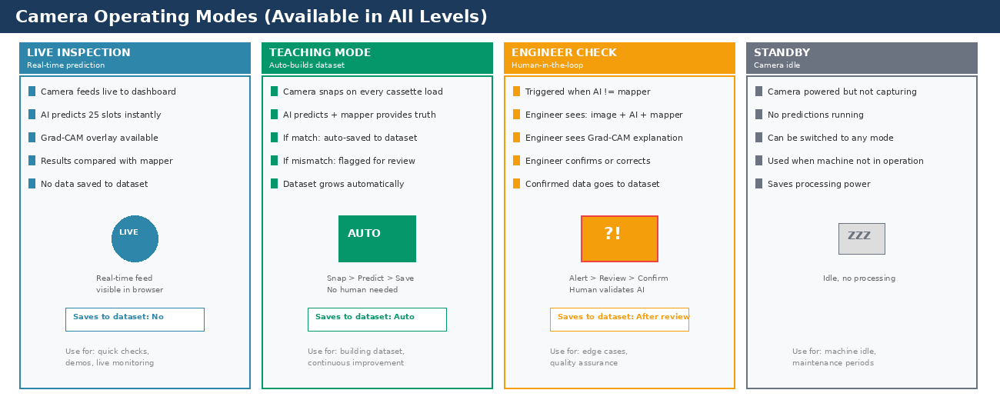 Camera Operating Modes (Available in All Levels)
LIVE INSPECTION
Real-time prediction
Camera feeds live to dashboard
AI predicts 25 slots instantly
Grad-CAM overlay available
Results compared with mapper
No data saved to dataset
LIVE
Real-time feed
visible in browser
Saves to dataset: No
Use for: quick checks,
demos, live monitoring
TEACHING MODE
Auto-builds dataset
Camera snaps on every cassette load
AI predicts + mapper provides truth
If match: auto-saved to dataset
If mismatch: flagged for review
Dataset grows automatically
AUTO
Snap > Predict > Save
No human needed
Saves to dataset: Auto
Use for: building dataset,
continuous improvement
ENGINEER CHECK
Human-in-the-loop
Triggered when AI != mapper
Engineer sees: image + AI + mapper
Engineer sees Grad-CAM explanation
Engineer confirms or corrects
Confirmed data goes to dataset
?!
Alert > Review > Confirm
Human validates AI
Saves to dataset: After review
Use for: edge cases,
quality assurance
STANDBY
Camera idle
Camera powered but not capturing
No predictions running
Can be switched to any mode
Used when machine not in operation
Saves processing power
ZZZ
Idle, no processing
Use for: machine idle,
maintenance periods